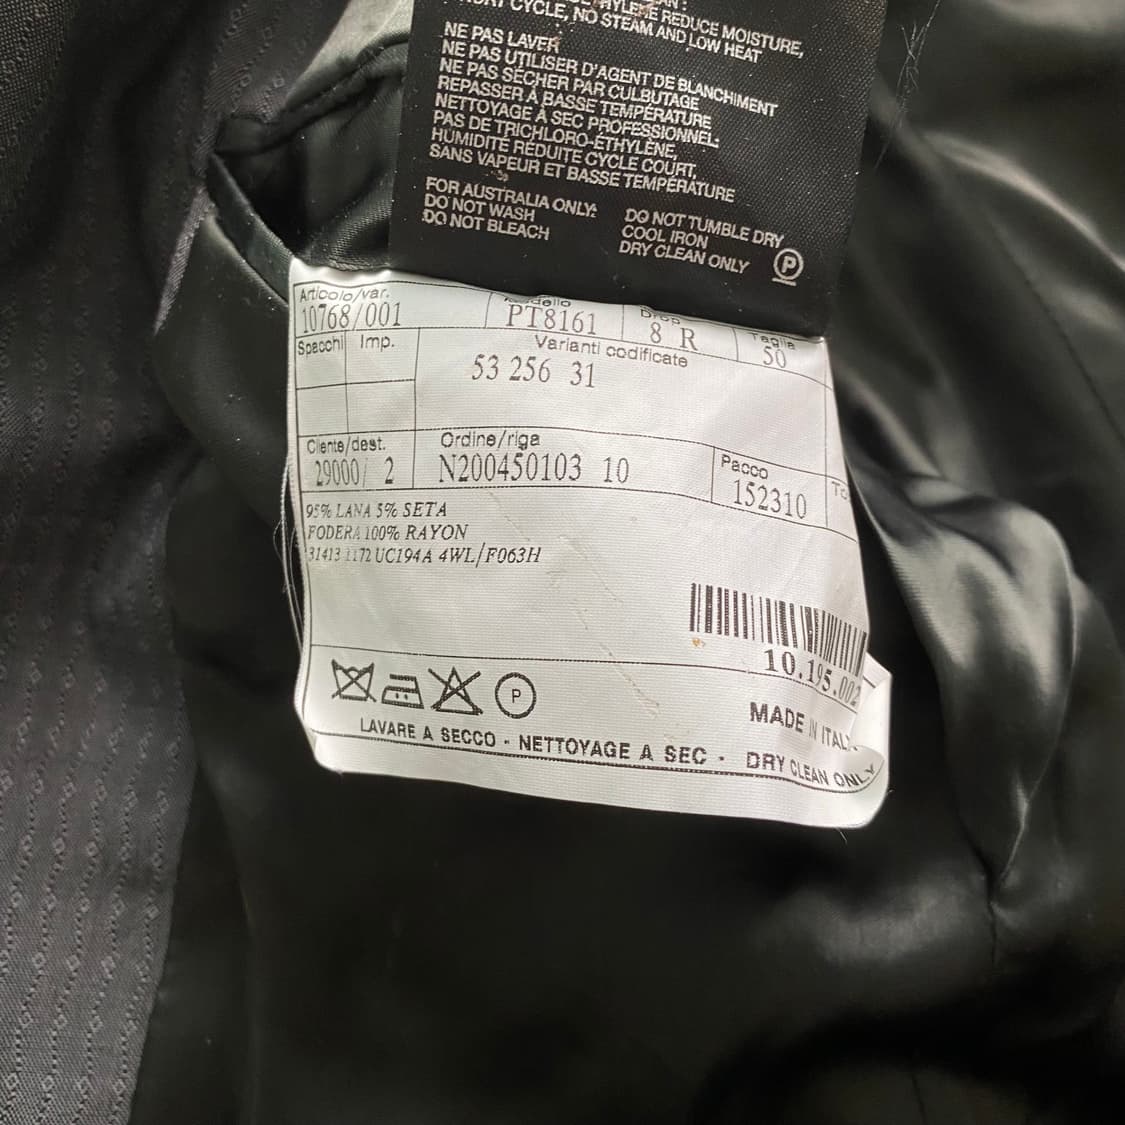 HYLENE REDUCE MOISTURE,
CYCLE, NO STEAM AND LOW HEAT
NE PAS LAVER
NE PAS UTILISER D'AGENT DE BLANCHIMENT
NE PAS SÉCHER PAR CULBUTAGE
REPASSER À BASSE TEMPÉRATURE
NETTOYAGE À SEC PROFESSIONNEL:
PAS DE TRICHLORO-ÉTHYLÈNE,
HUMIDITÉ RÉDUITE CYCLE COURT,
SANS VAPEUR ET BASSE TEMPÉRATURE
FOR AUSTRALIA ONLY:
DO NOT WASH
DO NOT BLEACH
DO NOT TUMBLE DRY
COOL IRON
DRY CLEAN ONLY
P
Articolo/var.
10768/001
PT8161
Drop
8 R
Taglia
50
Spacchi Imp.
Varianti codificate
53 256 31
Cliente/dest.
29000/ 2
Ordine/riga
N200450103 10
Pacco
152310
95% LANA 5% SETA
FODERA 100% RAYON
31413 1172 UC194A 4WL/F063H
10.195.002
P
MADE IN ITALY
LAVARE A SECCO - NETTOYAGE A SEC - DRY CLEAN ONLY